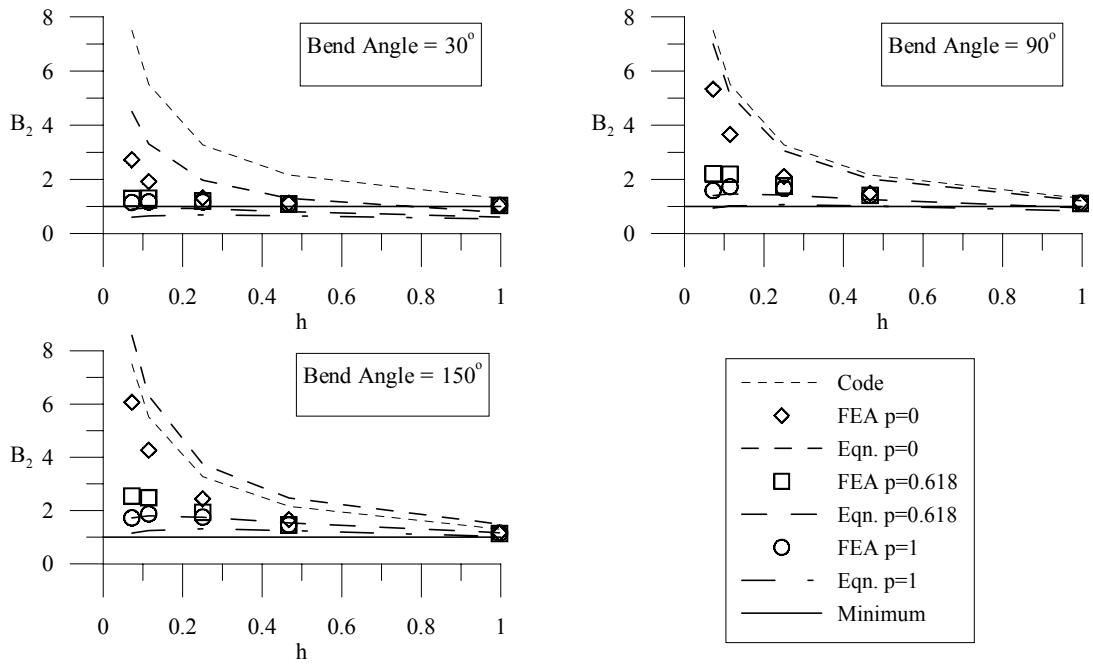 Bend Angle = 30°
8
6
4
2
0
B₂
0 0.2 0.4 0.6 0.8 1
h
Bend Angle = 90°
8
6
4
2
0
B₂
0 0.2 0.4 0.6 0.8 1
h
Bend Angle = 150°
8
6
4
2
0
B₂
0 0.2 0.4 0.6 0.8 1
h
Code
FEA p=0
Eqn. p=0
FEA p=0.618
Eqn. p=0.618
FEA p=1
Eqn. p=1
Minimum